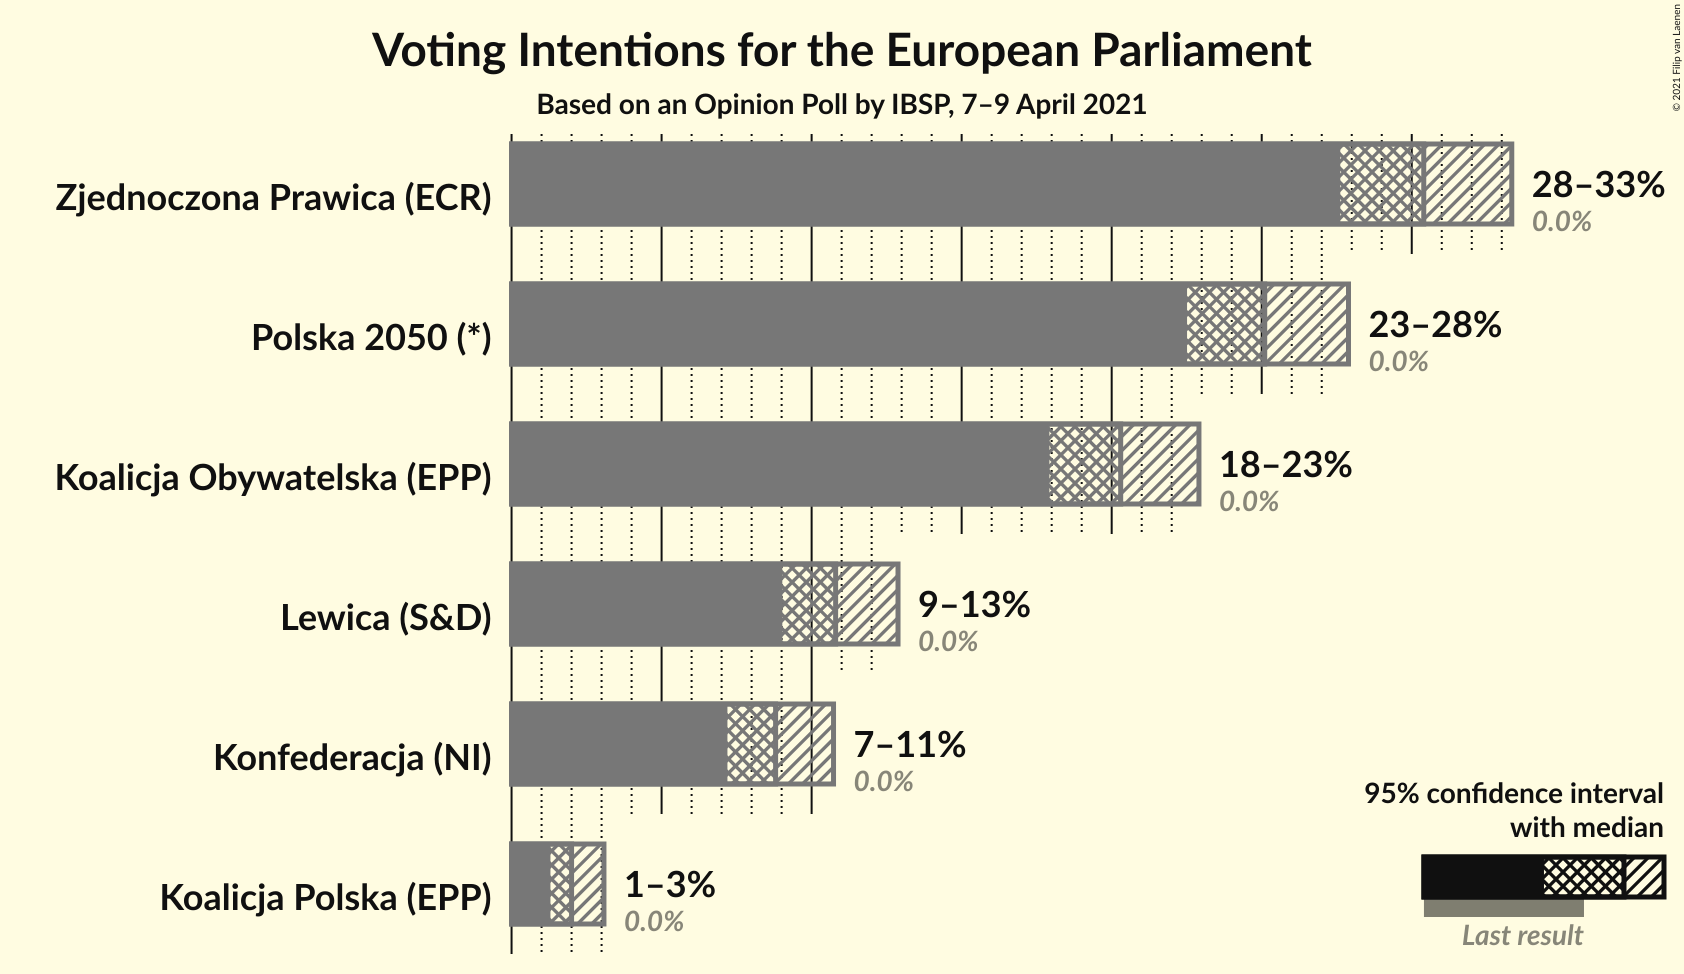 Voting Intentions for the European Parliament
Based on an Opinion Poll by IBSP, 7–9 April 2021
© 2021 Filip van Laenen
Zjednoczona Prawica (ECR)
28–33%
0.0%
Polska 2050 (*)
23–28%
0.0%
Koalicja Obywatelska (EPP)
18–23%
0.0%
Lewica (S&D)
9–13%
0.0%
Konfederacja (NI)
7–11%
0.0%
Koalicja Polska (EPP)
1–3%
0.0%
95% confidence interval
with median
Last result